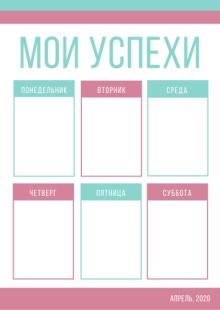 МОИ УСПЕХИ
ПОНЕДЕЛЬНИК ВТОРНИК СРЕДА
ЧЕТВЕРГ ПЯТНИЦА СУББОТА
АПРЕЛЬ, 2020